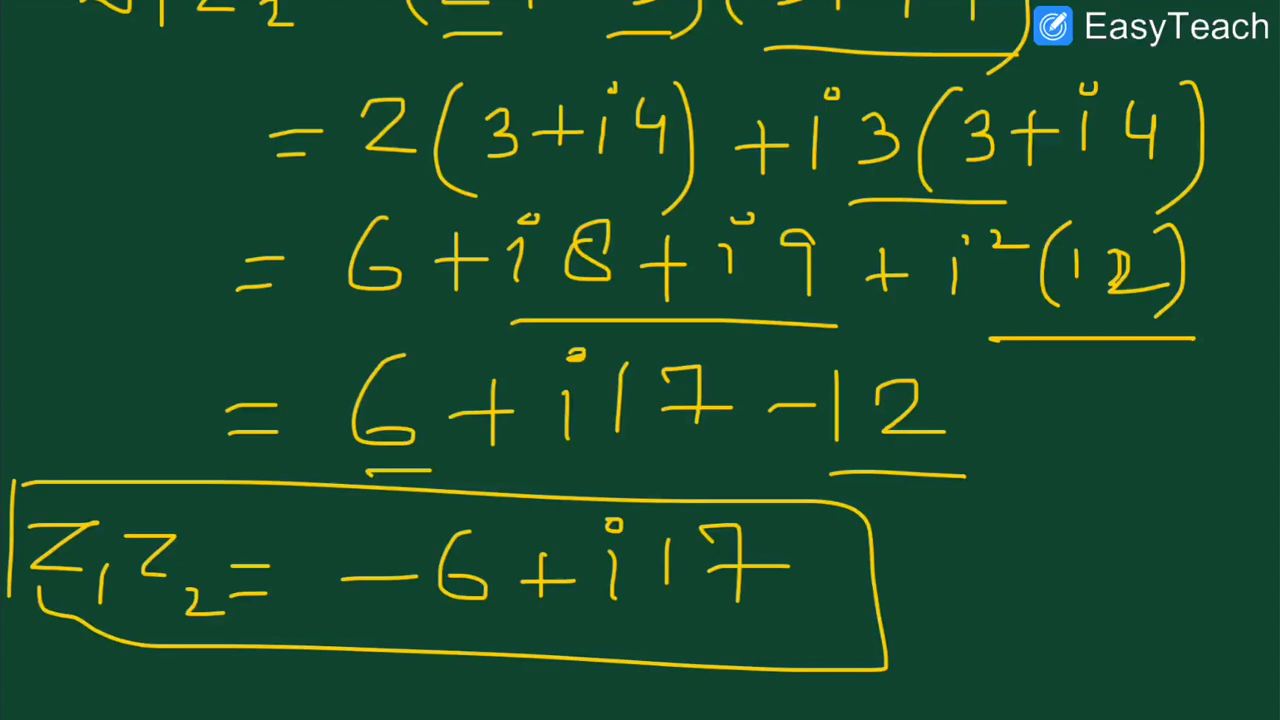 EasyTeach
= 2(3+i4) + i3(3+i4)
= 6+i8+i9 + i²(12)
= 6+i17-12
Z₁Z₂ = -6+i17